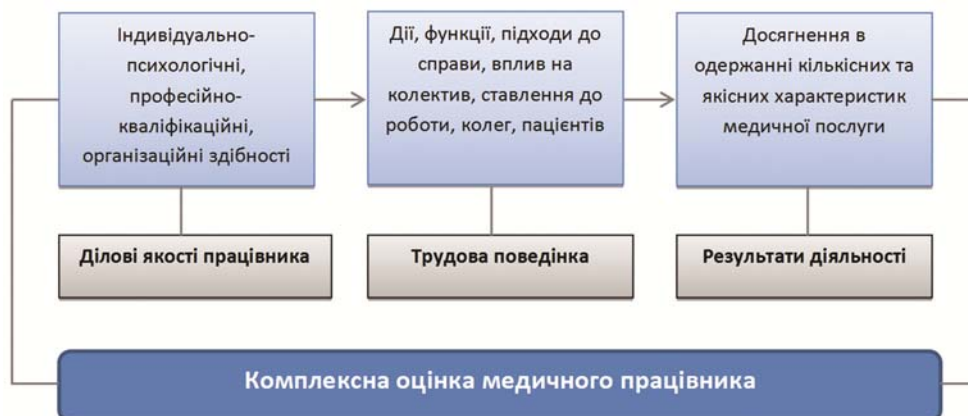 Індивідуально-
психологічні,
професійно-
кваліфікаційні,
організаційні здібності
Дії, функції, підходи до
справи, вплив на
колектив, ставлення до
роботи, колег, пацієнтів
Досягнення в
одержанні кількісних та
якісних характеристик
медичної послуги
Ділові якості працівника
Трудова поведінка
Результати діяльності
Комплексна оцінка медичного працівника